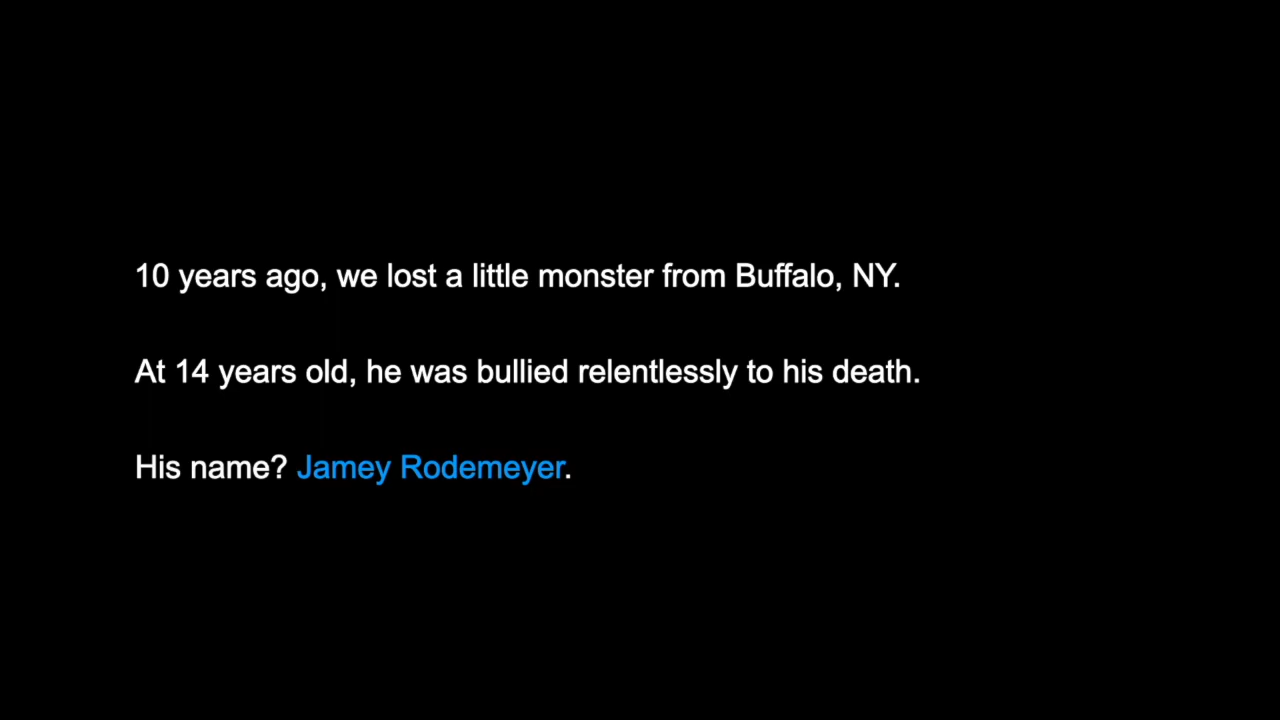 10 years ago, we lost a little monster from Buffalo, NY.
At 14 years old, he was bullied relentlessly to his death.
His name? Jamey Rodemeyer.